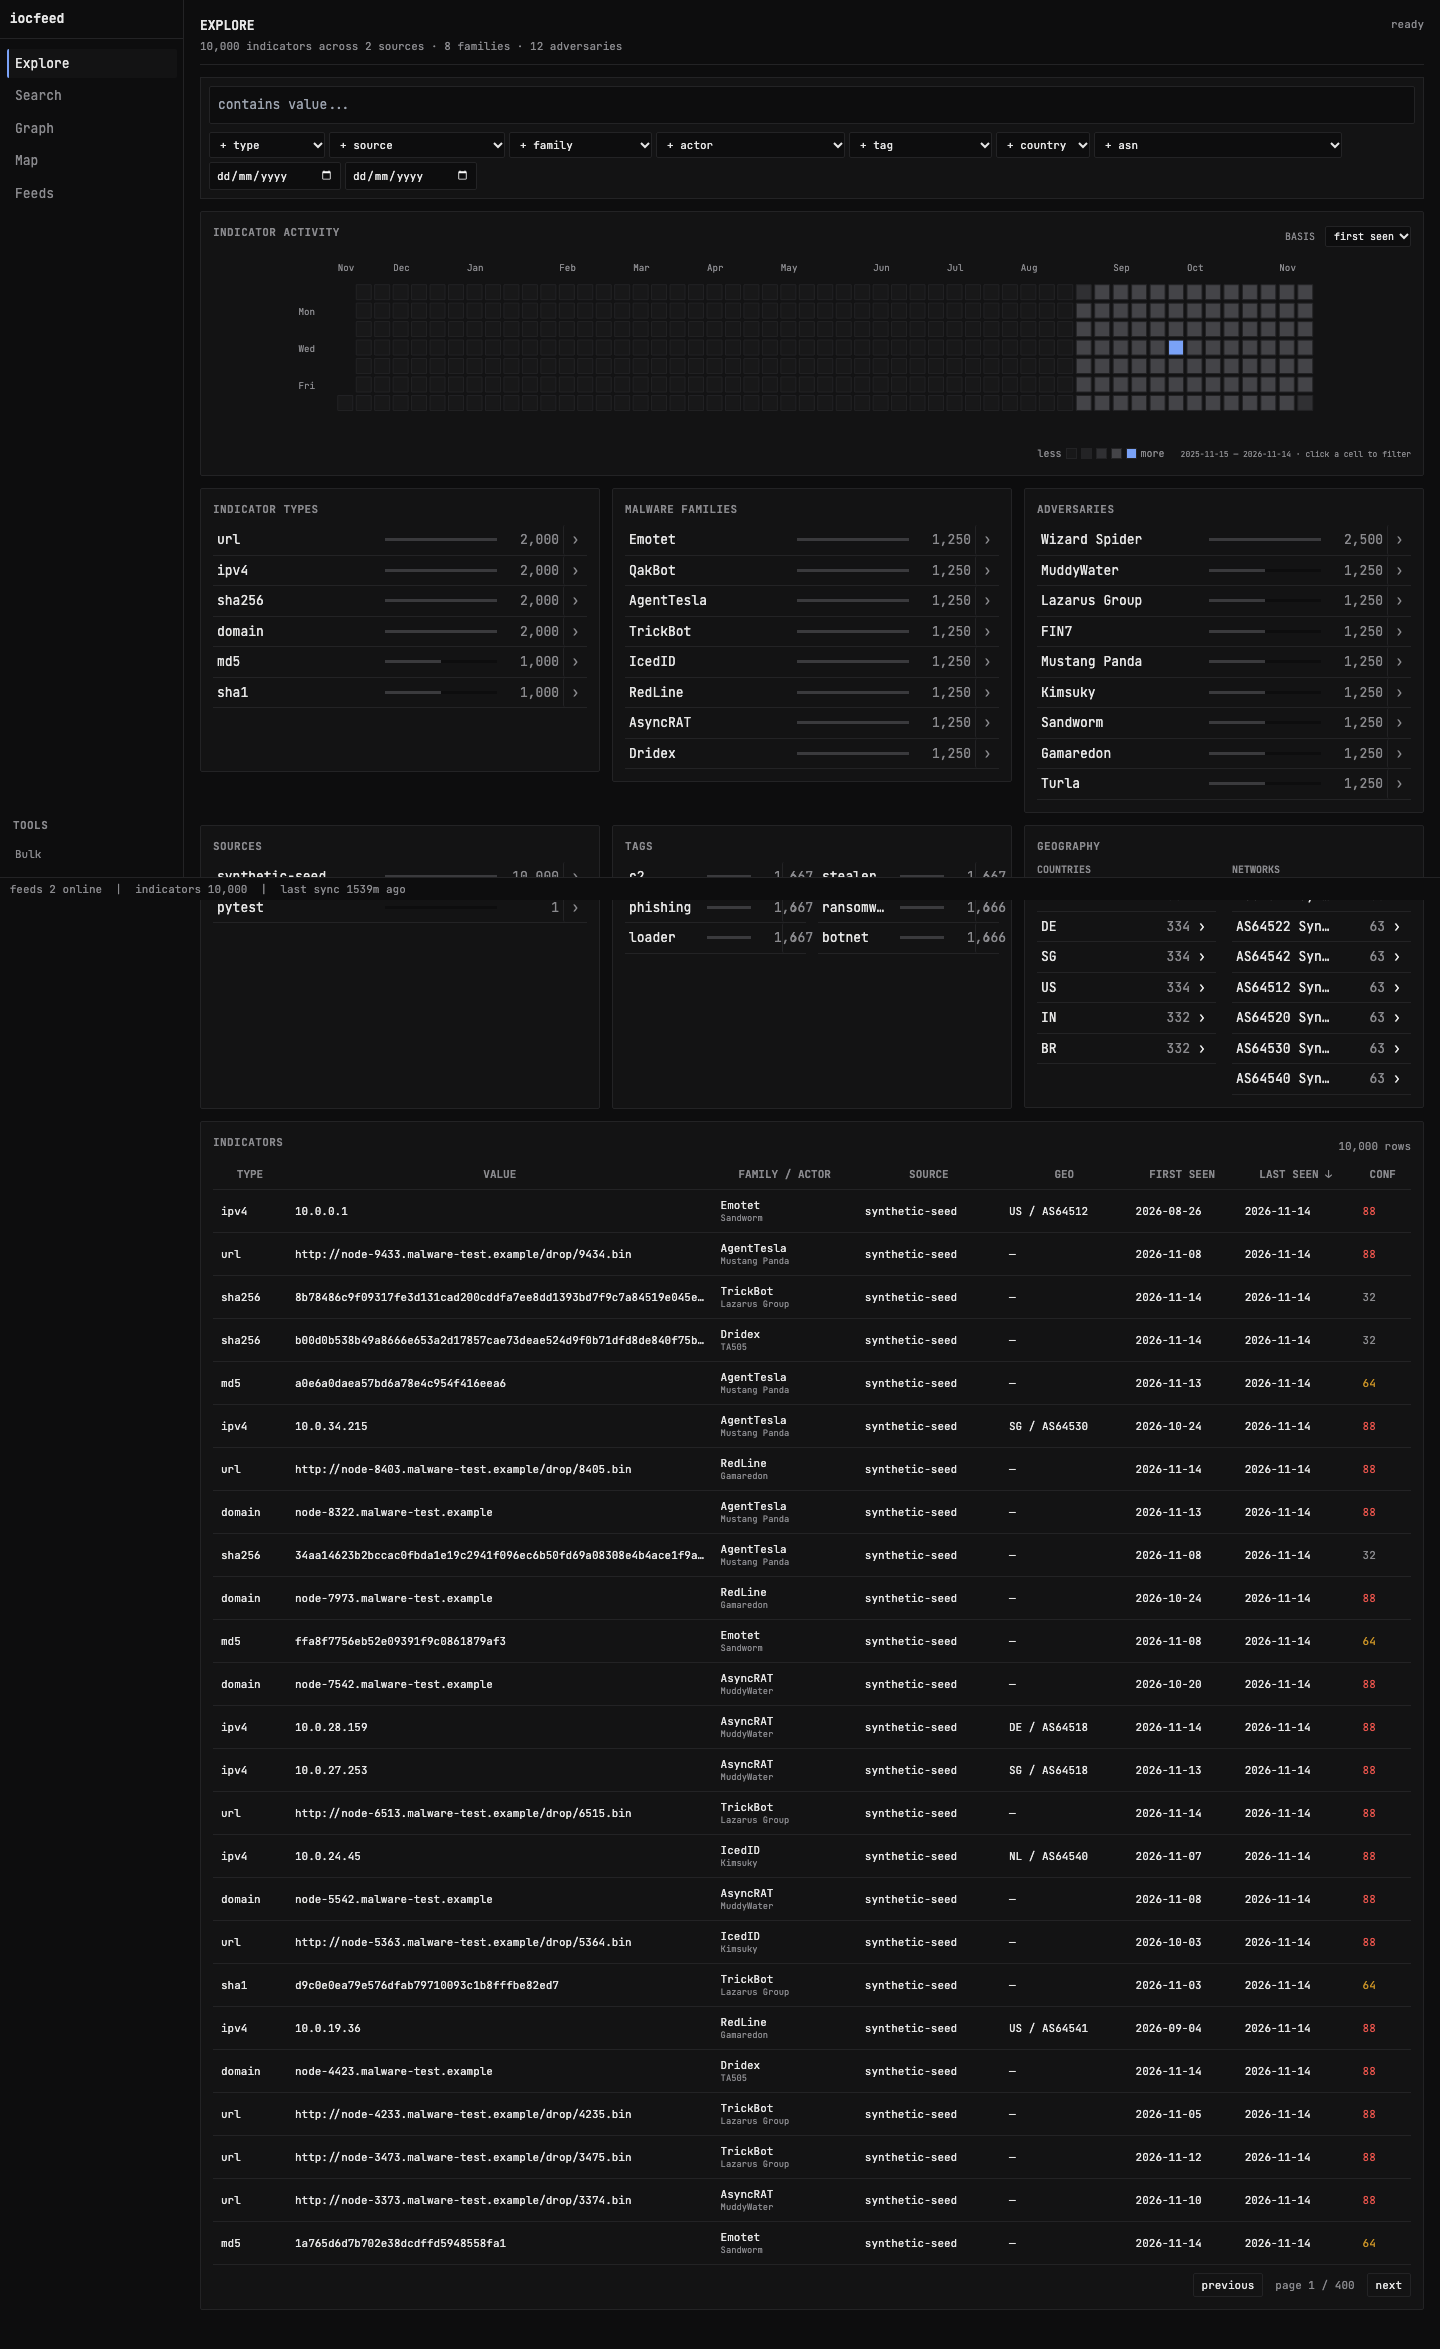 iocfeed
Explore
Search
Graph
Map
Feeds
TOOLS
Bulk
EXPLORE
ready
10,000 indicators across 2 sources · 8 families · 12 adversaries
contains value...
+ type + source + family + actor + tag + country + asn
dd/mm/yyyy dd/mm/yyyy
INDICATOR ACTIVITY
BASIS first seen
Nov Dec Jan Feb Mar Apr May Jun Jul Aug Sep Oct Nov
Mon
Wed
Fri
less more 2025-11-15 — 2026-11-14 · click a cell to filter
INDICATOR TYPES
url 2,000 ›
ipv4 2,000 ›
sha256 2,000 ›
domain 2,000 ›
md5 1,000 ›
sha1 1,000 ›
MALWARE FAMILIES
Emotet 1,250 ›
QakBot 1,250 ›
AgentTesla 1,250 ›
TrickBot 1,250 ›
IcedID 1,250 ›
RedLine 1,250 ›
AsyncRAT 1,250 ›
Dridex 1,250 ›
ADVERSARIES
Wizard Spider 2,500 ›
MuddyWater 1,250 ›
Lazarus Group 1,250 ›
FIN7 1,250 ›
Mustang Panda 1,250 ›
Kimsuky 1,250 ›
Sandworm 1,250 ›
Gamaredon 1,250 ›
Turla 1,250 ›
SOURCES
synthetic-seed 10,000 ›
pytest 1 ›
TAGS
c2 1,667 stealer 1,667
phishing 1,667 ransomw… 1,666
loader 1,667 botnet 1,666
GEOGRAPHY
COUNTRIES NETWORKS
DE 334 › AS64522 Syn… 63 ›
SG 334 › AS64542 Syn… 63 ›
US 334 › AS64512 Syn… 63 ›
IN 332 › AS64520 Syn… 63 ›
BR 332 › AS64530 Syn… 63 ›
AS64540 Syn… 63 ›
feeds 2 online | indicators 10,000 | last sync 1539m ago
INDICATORS
10,000 rows
TYPE VALUE FAMILY / ACTOR SOURCE GEO FIRST SEEN LAST SEEN ↓ CONF
ipv4 10.0.0.1 Emotet Sandworm synthetic-seed US / AS64512 2026-08-26 2026-11-14 88
url http://node-9433.malware-test.example/drop/9434.bin AgentTesla Mustang Panda synthetic-seed — 2026-11-08 2026-11-14 88
sha256 8b78486c9f09317fe3d131cad200cddfa7ee8dd1393bd7f9c7a84519e045e… TrickBot Lazarus Group synthetic-seed — 2026-11-14 2026-11-14 32
sha256 b00d0b538b49a8666e653a2d17857cae73deae524d9f0b71dfd8de840f75b… Dridex TA505 synthetic-seed — 2026-11-14 2026-11-14 32
md5 a0e6a0daea57bd6a78e4c954f416eea6 AgentTesla Mustang Panda synthetic-seed — 2026-11-13 2026-11-14 64
ipv4 10.0.34.215 AgentTesla Mustang Panda synthetic-seed SG / AS64530 2026-10-24 2026-11-14 88
url http://node-8403.malware-test.example/drop/8405.bin RedLine Gamaredon synthetic-seed — 2026-11-14 2026-11-14 88
domain node-8322.malware-test.example AgentTesla Mustang Panda synthetic-seed — 2026-11-13 2026-11-14 88
sha256 34aa14623b2bccac0fbda1e19c2941f096ec6b50fd69a08308e4b4ace1f9a… AgentTesla Mustang Panda synthetic-seed — 2026-11-08 2026-11-14 32
domain node-7973.malware-test.example RedLine Gamaredon synthetic-seed — 2026-10-24 2026-11-14 88
md5 ffa8f7756eb52e09391f9c0861879af3 Emotet Sandworm synthetic-seed — 2026-11-08 2026-11-14 64
domain node-7542.malware-test.example AsyncRAT MuddyWater synthetic-seed — 2026-10-20 2026-11-14 88
ipv4 10.0.28.159 AsyncRAT MuddyWater synthetic-seed DE / AS64518 2026-11-14 2026-11-14 88
ipv4 10.0.27.253 AsyncRAT MuddyWater synthetic-seed SG / AS64518 2026-11-13 2026-11-14 88
url http://node-6513.malware-test.example/drop/6515.bin TrickBot Lazarus Group synthetic-seed — 2026-11-14 2026-11-14 88
ipv4 10.0.24.45 IcedID Kimsuky synthetic-seed NL / AS64540 2026-11-07 2026-11-14 88
domain node-5542.malware-test.example AsyncRAT MuddyWater synthetic-seed — 2026-11-08 2026-11-14 88
url http://node-5363.malware-test.example/drop/5364.bin IcedID Kimsuky synthetic-seed — 2026-10-03 2026-11-14 88
sha1 d9c0e0ea79e576dfab79710093c1b8fffbe82ed7 TrickBot Lazarus Group synthetic-seed — 2026-11-03 2026-11-14 64
ipv4 10.0.19.36 RedLine Gamaredon synthetic-seed US / AS64541 2026-09-04 2026-11-14 88
domain node-4423.malware-test.example Dridex TA505 synthetic-seed — 2026-11-14 2026-11-14 88
url http://node-4233.malware-test.example/drop/4235.bin TrickBot Lazarus Group synthetic-seed — 2026-11-05 2026-11-14 88
url http://node-3473.malware-test.example/drop/3475.bin TrickBot Lazarus Group synthetic-seed — 2026-11-12 2026-11-14 88
url http://node-3373.malware-test.example/drop/3374.bin AsyncRAT MuddyWater synthetic-seed — 2026-11-10 2026-11-14 88
md5 1a765d6d7b702e38dcdffd5948558fa1 Emotet Sandworm synthetic-seed — 2026-11-14 2026-11-14 64
previous page 1 / 400 next